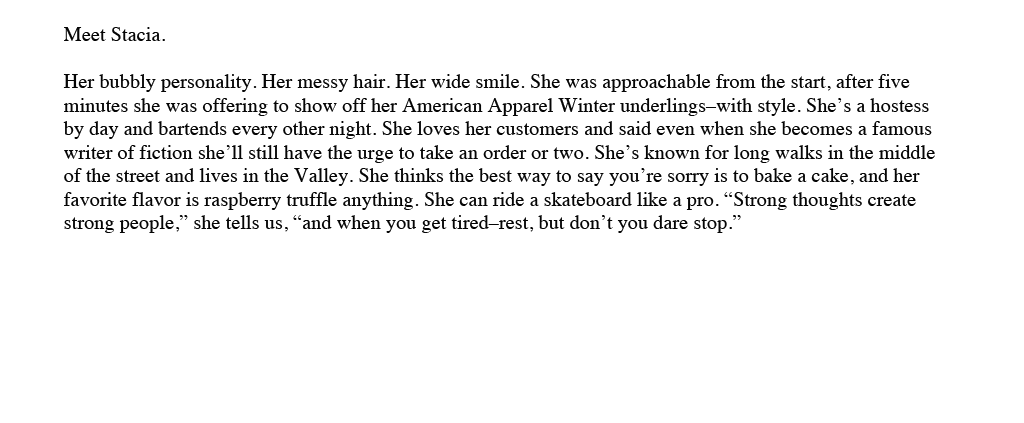 Meet Stacia.
Her bubbly personality. Her messy hair. Her wide smile. She was approachable from the start, after five
minutes she was offering to show off her American Apparel Winter underlings–with style. She’s a hostess
by day and bartends every other night. She loves her customers and said even when she becomes a famous
writer of fiction she’ll still have the urge to take an order or two. She’s known for long walks in the middle
of the street and lives in the Valley. She thinks the best way to say you’re sorry is to bake a cake, and her
favorite flavor is raspberry truffle anything. She can ride a skateboard like a pro. “Strong thoughts create
strong people,” she tells us, “and when you get tired–rest, but don’t you dare stop.”